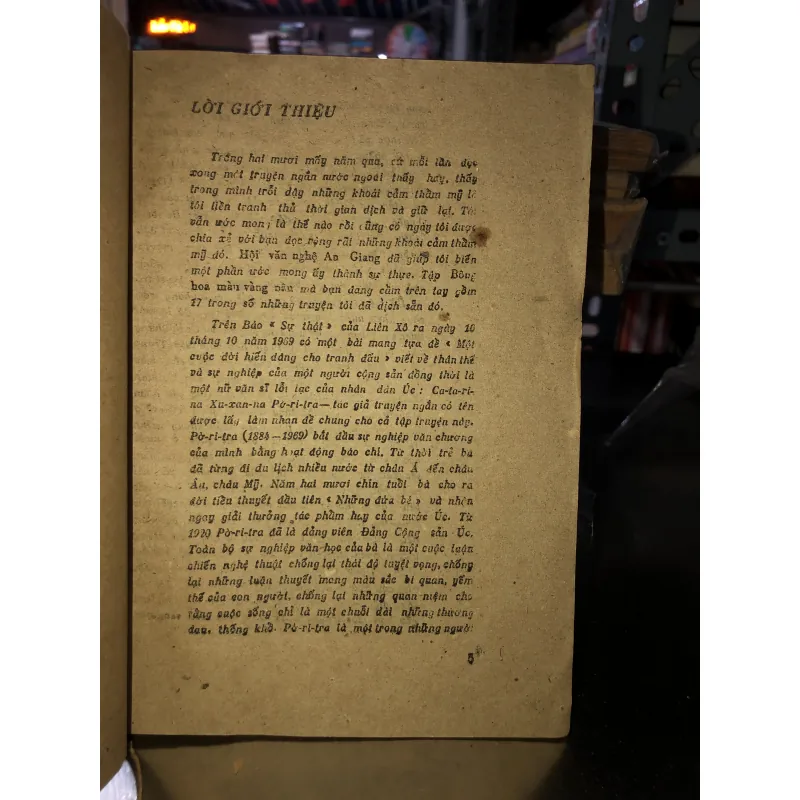 LỜI GIỚI THIỆU
Trong hai mươi mấy năm qua, cứ mỗi lần đọc
xong một truyện ngắn nước ngoài thấy hay, thấy
trong mình trỗi dậy những khoái cảm thầm mỹ là
tôi liền tranh thủ thời gian dịch và giữ lại. Tôi
vẫn ước mong là thế nào rồi cũng có ngày tôi được
chia xẻ với bạn đọc rộng rãi những khoái cảm thầm
mỹ đó. Hội văn nghệ An Giang đã giúp tôi biến
một phần ước mong ấy thành sự thực. Tập Bông
hoa mầu vàng nâu mà bạn đang cầm trên tay gồm
17 trong số những truyện tôi đã dịch sẵn đó.
Trên Báo « Sự thật » của Liên Xô ra ngày 10
tháng 10 năm 1969 có một bài mang tựa đề « Một
cuộc đời hiến dâng cho tranh đấu » viết về thân thế
và sự nghiệp của một người cộng sản đồng thời là
một nữ văn sĩ lỗi lạc của nhân dân Úc : Ca-ta-ri-
na Xu-xan-na Pờ-ri-tra — tác giả truyện ngắn có tên
được lấy làm nhan đề chung cho cả tập truyện này.
Pờ-ri-tra (1884 — 1969) bắt đầu sự nghiệp văn chương
của mình bằng hoạt động báo chí. Từ thời trẻ bà
đã từng đi du lịch nhiều nước từ châu Á đến châu
Âu, châu Mỹ. Năm hai mươi chín tuổi bà cho ra
đời tiểu thuyết đầu tiên « Những đứa bé » và nhận
ngay giải thưởng tác phẩm hay của nước Úc. Từ
1920 Pờ-ri-tra đã là đảng viên Đảng Cộng sản Úc.
Toàn bộ sự nghiệp văn học của bà là một cuộc luận
chiến nghệ thuật chống lại thái độ tuyệt vọng, chống
lại những luận thuyết mang màu sắc bi quan, yếm
thế của con người, chống lại những quan niệm cho
rằng cuộc sống chỉ là một chuỗi dài những thương
đau, thống khổ. Pờ-ri-tra là một trong những người
5